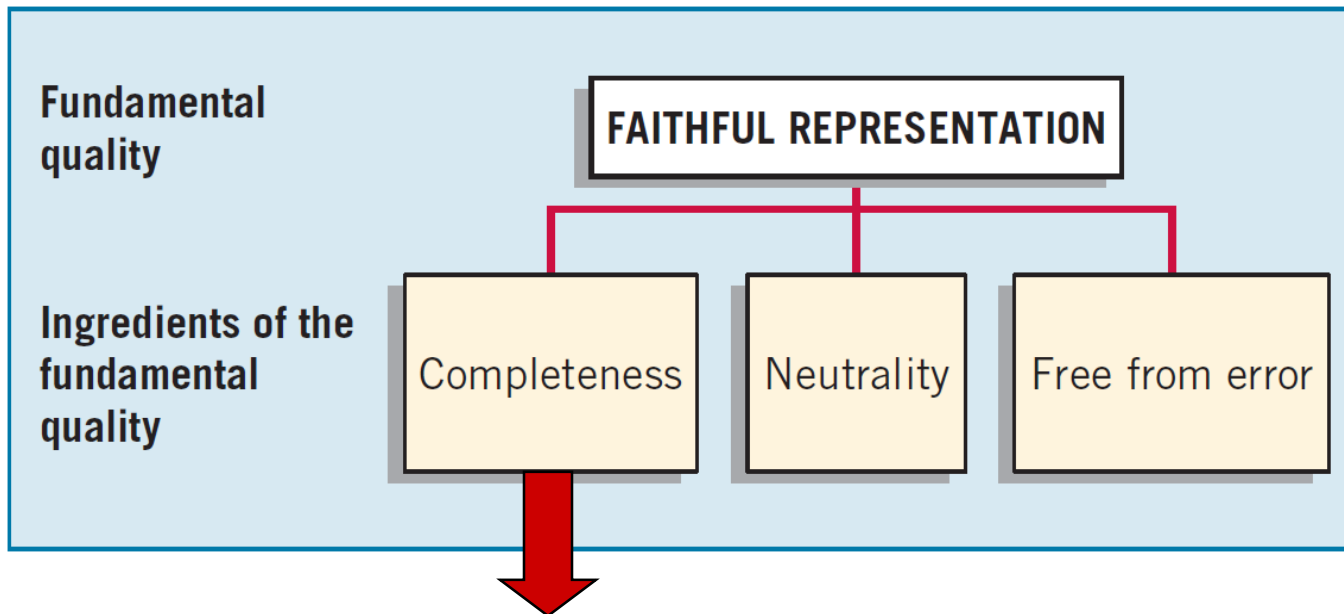 Fundamental
quality
FAITHFUL REPRESENTATION
Ingredients of the
fundamental
quality
Completeness
Neutrality
Free from error